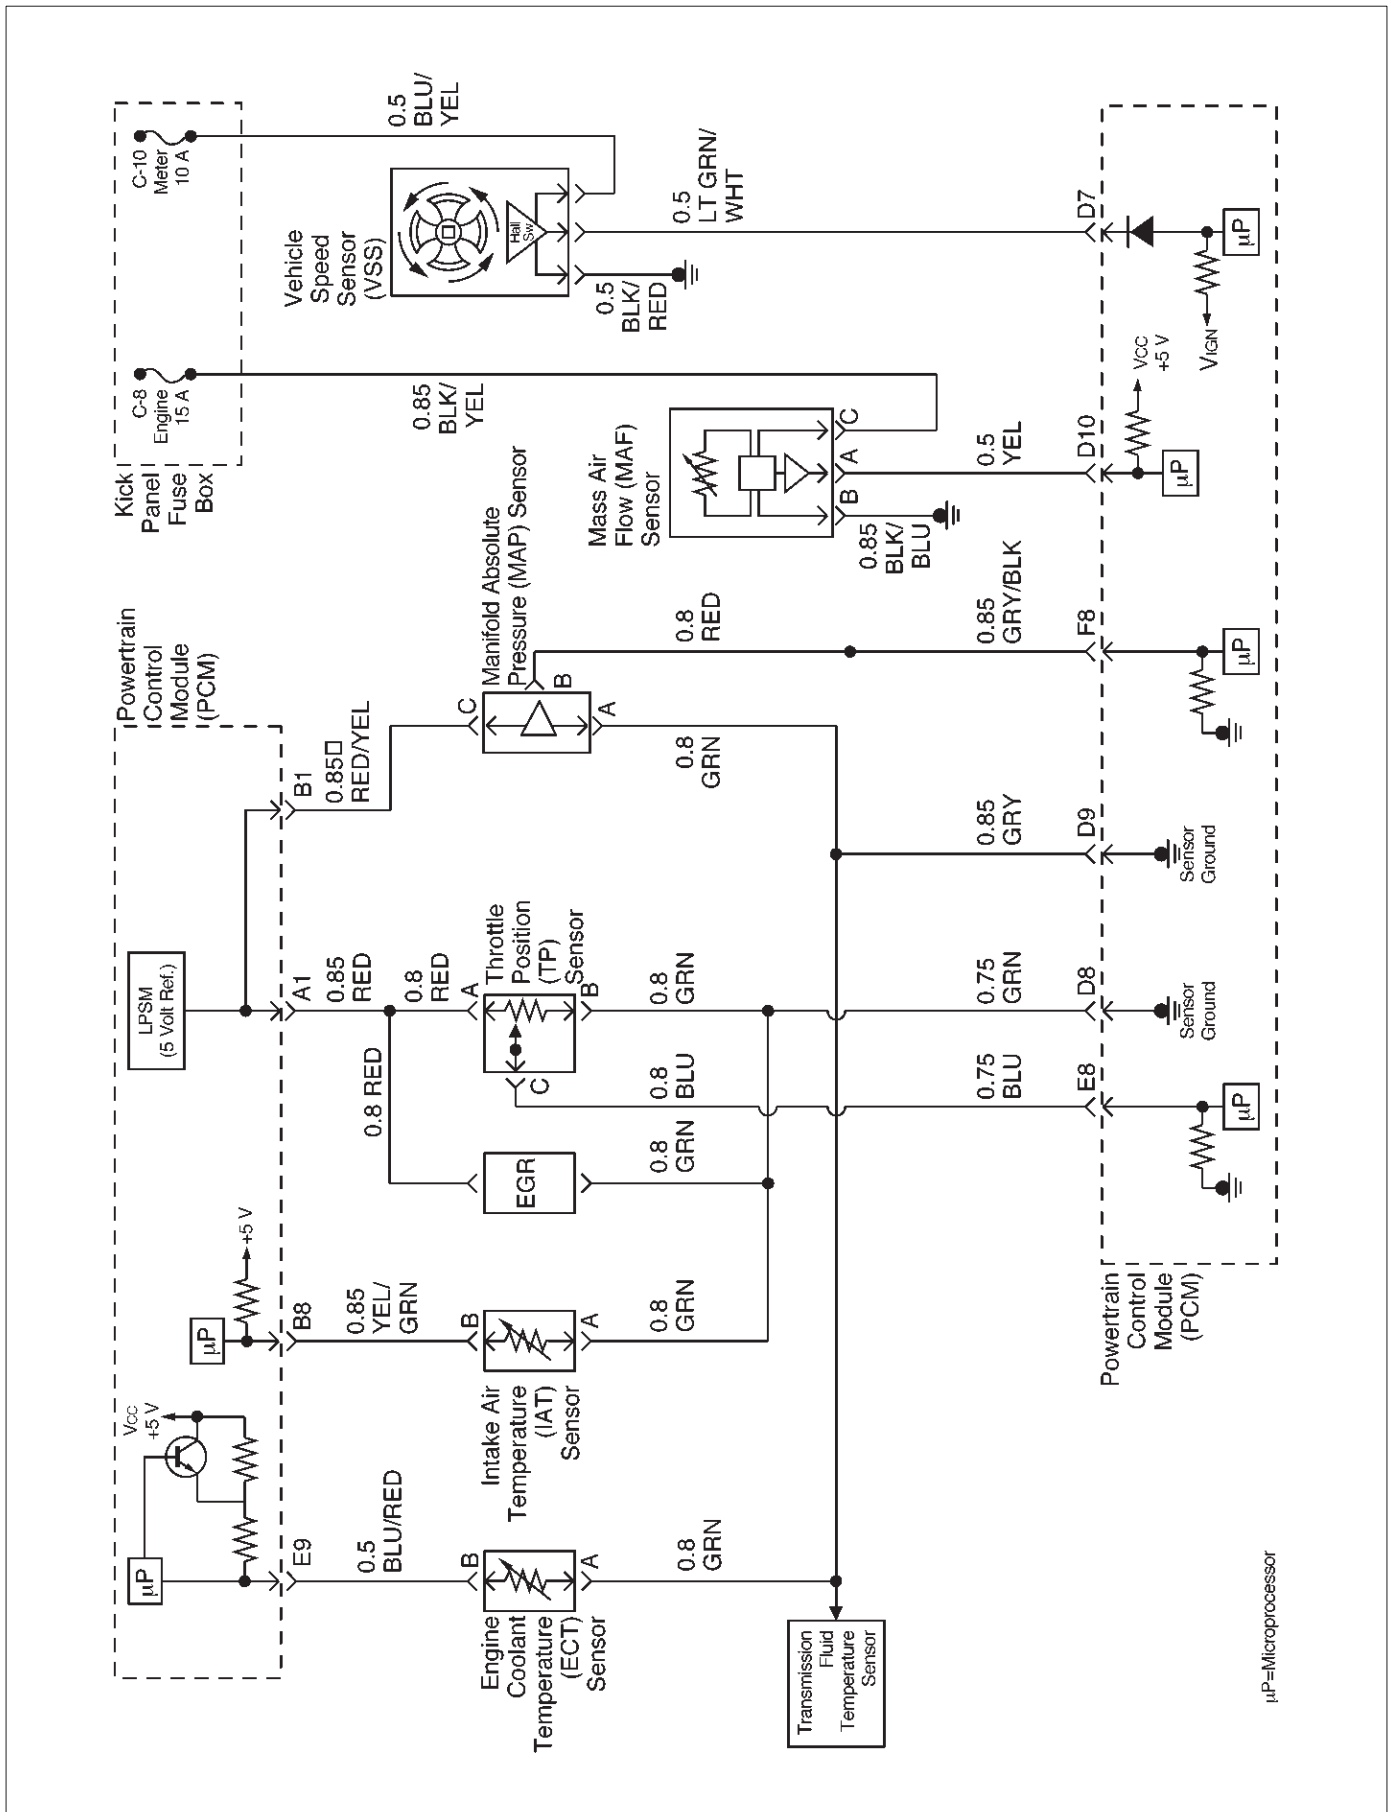 Powertrain
Control
Module
(PCM)
LPSM
(5 Volt Ref.)
Kick
Panel
Fuse
Box
C-8
Engine
15 A
C-10
Meter
10 A
µP
Vcc
+5 V
µP
+5 V
E9
B8
A1
B1
0.5
BLU/RED
0.85
YEL/
GRN
0.85
RED
0.8
RED
0.8 RED
0.85□
RED/YEL
0.85
BLK/
YEL
0.5
BLU/
YEL
Vehicle
Speed
Sensor
(VSS)
Hall
Sw
0.5
BLK/
RED
0.5
LT GRN/
WHT
Engine
Coolant
Temperature
(ECT)
Sensor
B
A
Intake Air
Temperature
(IAT)
Sensor
B
A
EGR
Throttle
Position
(TP)
Sensor
A
B
C
Manifold Absolute
Pressure (MAP) Sensor
C
B
A
Mass Air
Flow (MAF)
Sensor
B
A
C
0.8
GRN
0.8
GRN
0.8
GRN
0.8
BLU
0.8
GRN
0.8
GRN
0.8
RED
0.85
BLK/
BLU
0.5
YEL
Transmission
Fluid
Temperature
Sensor
0.75
BLU
0.75
GRN
0.85
GRY
0.85
GRY/BLK
E8
D8
D9
F8
D10
D7
Powertrain
Control
Module
(PCM)
µP
Sensor
Ground
Sensor
Ground
µP
Vcc
+5 V
µP
VIGN
µP
µP=Microprocessor